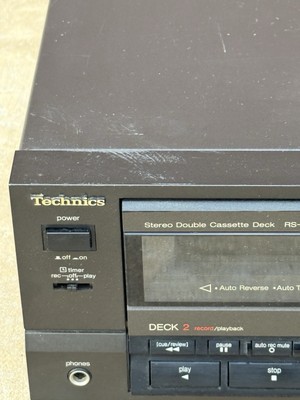 Technics
power
off on
timer
rec—off—play
phones
Stereo Double Cassette Deck RS-
• Auto Reverse • Auto T
DECK 2 record/playback
(cue/review)
pause
auto rec mute
play
stop